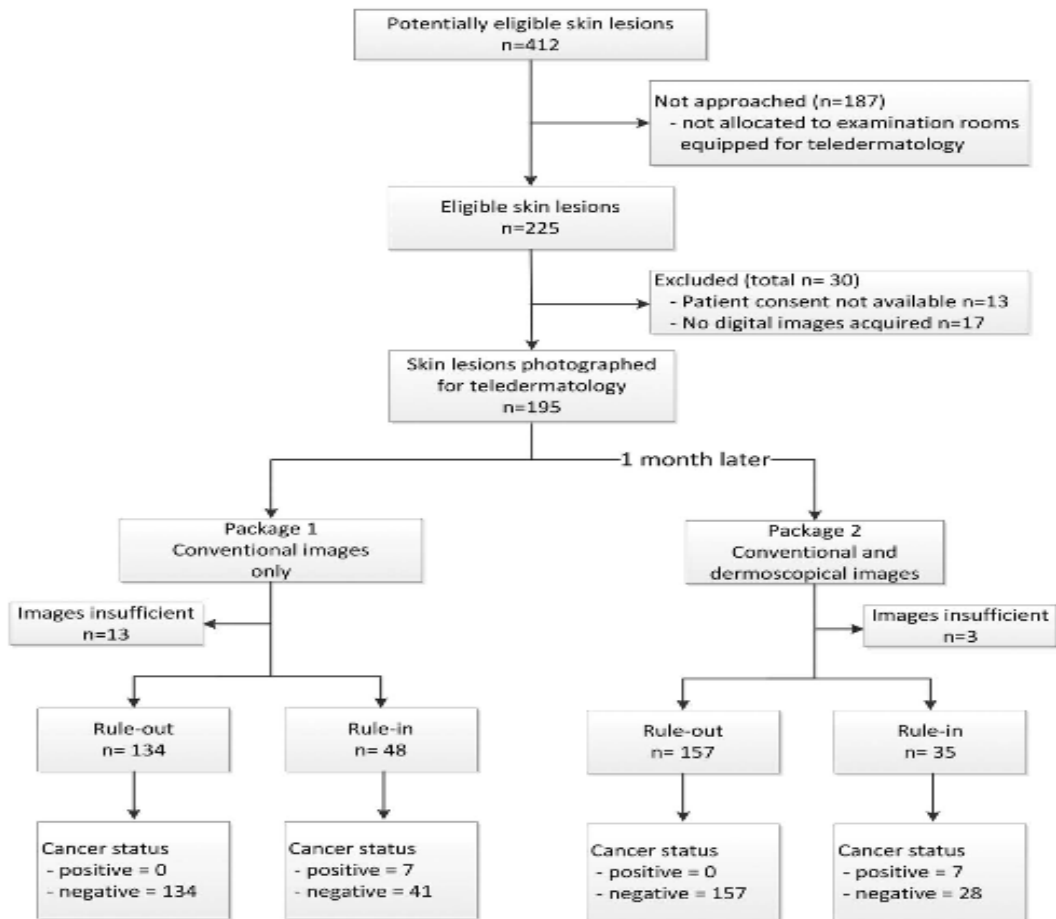 Potentially eligible skin lesions
n=412
Not approached (n=187)
- not allocated to examination rooms
equipped for teledermatology
Eligible skin lesions
n=225
Excluded (total n= 30)
- Patient consent not available n=13
- No digital images acquired n=17
Skin lesions photographed
for teledermatology
n=195
1 month later
Package 1
Conventional images
only
Package 2
Conventional and
dermoscopical images
Images insufficient
n=13
Images insufficient
n=3
Rule-out
n= 134
Rule-in
n= 48
Rule-out
n= 157
Rule-in
n= 35
Cancer status
- positive = 0
- negative = 134
Cancer status
- positive = 7
- negative = 41
Cancer status
- positive = 0
- negative = 157
Cancer status
- positive = 7
- negative = 28